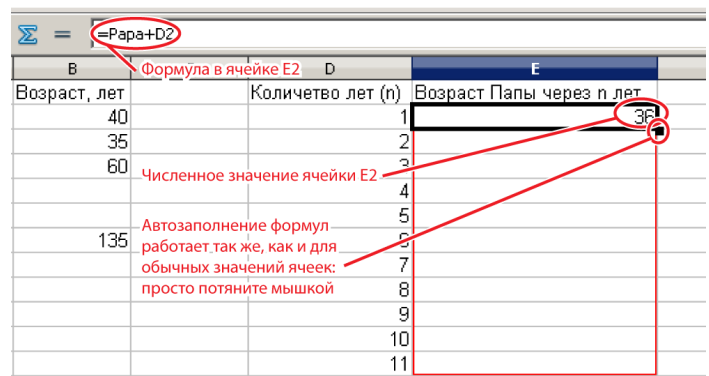 =Papa+D2
B D E
Формула в ячейке E2
Возраст, лет Количетво лет (n) Возраст Папы через n лет
40 1 36
35 2
60 3
Численное значение ячейки E2
4
5
135 6
Автозаполнение формул
работает так же, как и для
обычных значений ячеек:
просто потяните мышкой
7
8
9
10
11